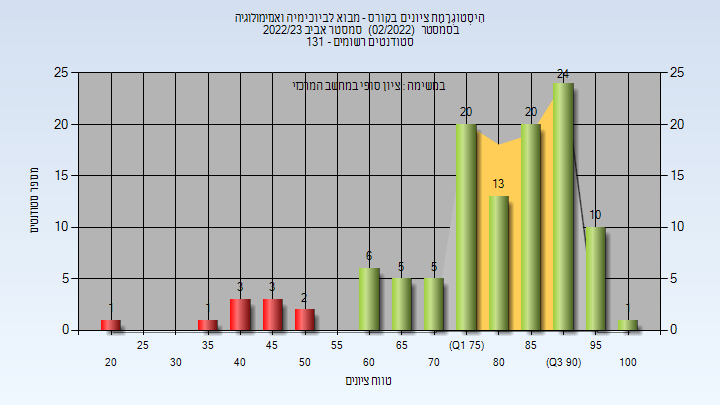 הִיסְטוֹגְרָמַת ציונים בקורס - מבוא לביוכימיה ואנזימולוגיה
בסמסטר (02/2022) סמסטר אביב 2022/23
סטודנטים רשומים - 131
במשימה : ציון סופי במחשב המרכזי
25 25
24
20 20 20 20
15 15
13
10 10 10
6
5 5 5 5
3 3
2
1 1 1
0 0
מספר סטודנטים
25 35 45 55 65 (Q1 75) 85 95
20 30 40 50 60 70 80 (Q3 90) 100
טווח ציונים